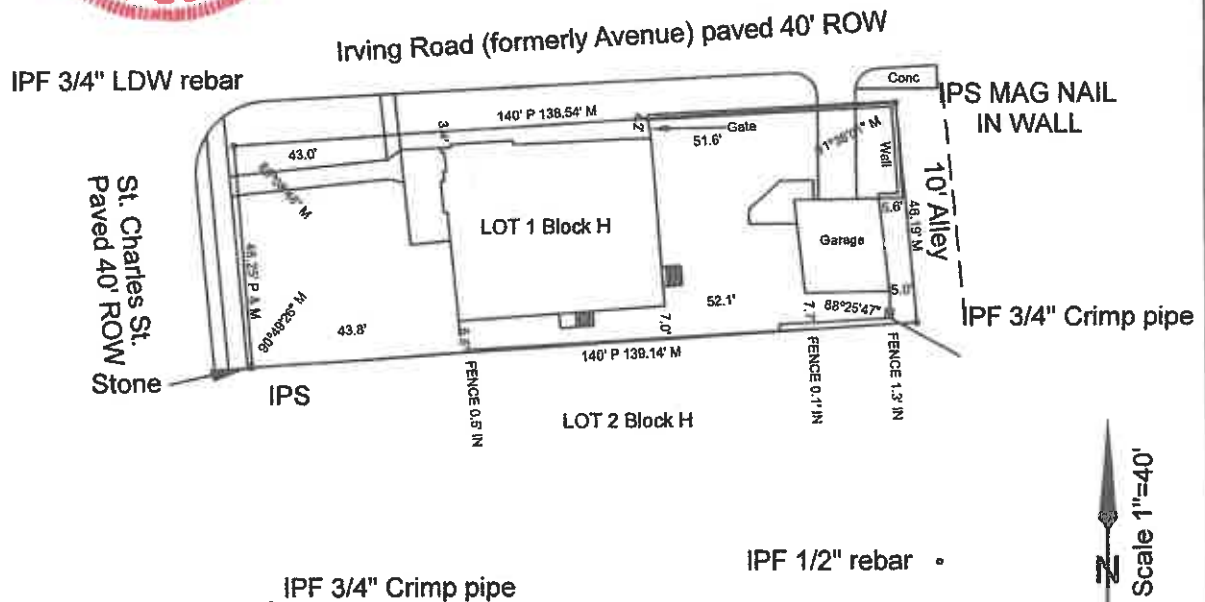 Irving Road (formerly Avenue) paved 40' ROW
IPF 3/4" LDW rebar
Conc
IPS MAG NAIL
IN WALL
140' P 138.54' M
Gate
51.6'
43.0'
Wall
10' Alley
St. Charles St.
Paved 40' ROW
LOT 1 Block H
5.6'
46.19' M
Garage
46.25' P & M
90°48'26" M
43.8'
52.1'
7.0'
88°25'47"
5.0'
IPF 3/4" Crimp pipe
140' P 139.14' M
Stone
IPS
FENCE 0.5' IN
FENCE 0.1' IN
FENCE 1.3' IN
LOT 2 Block H
Scale 1"=40'
N
IPF 1/2" rebar
IPF 3/4" Crimp pipe